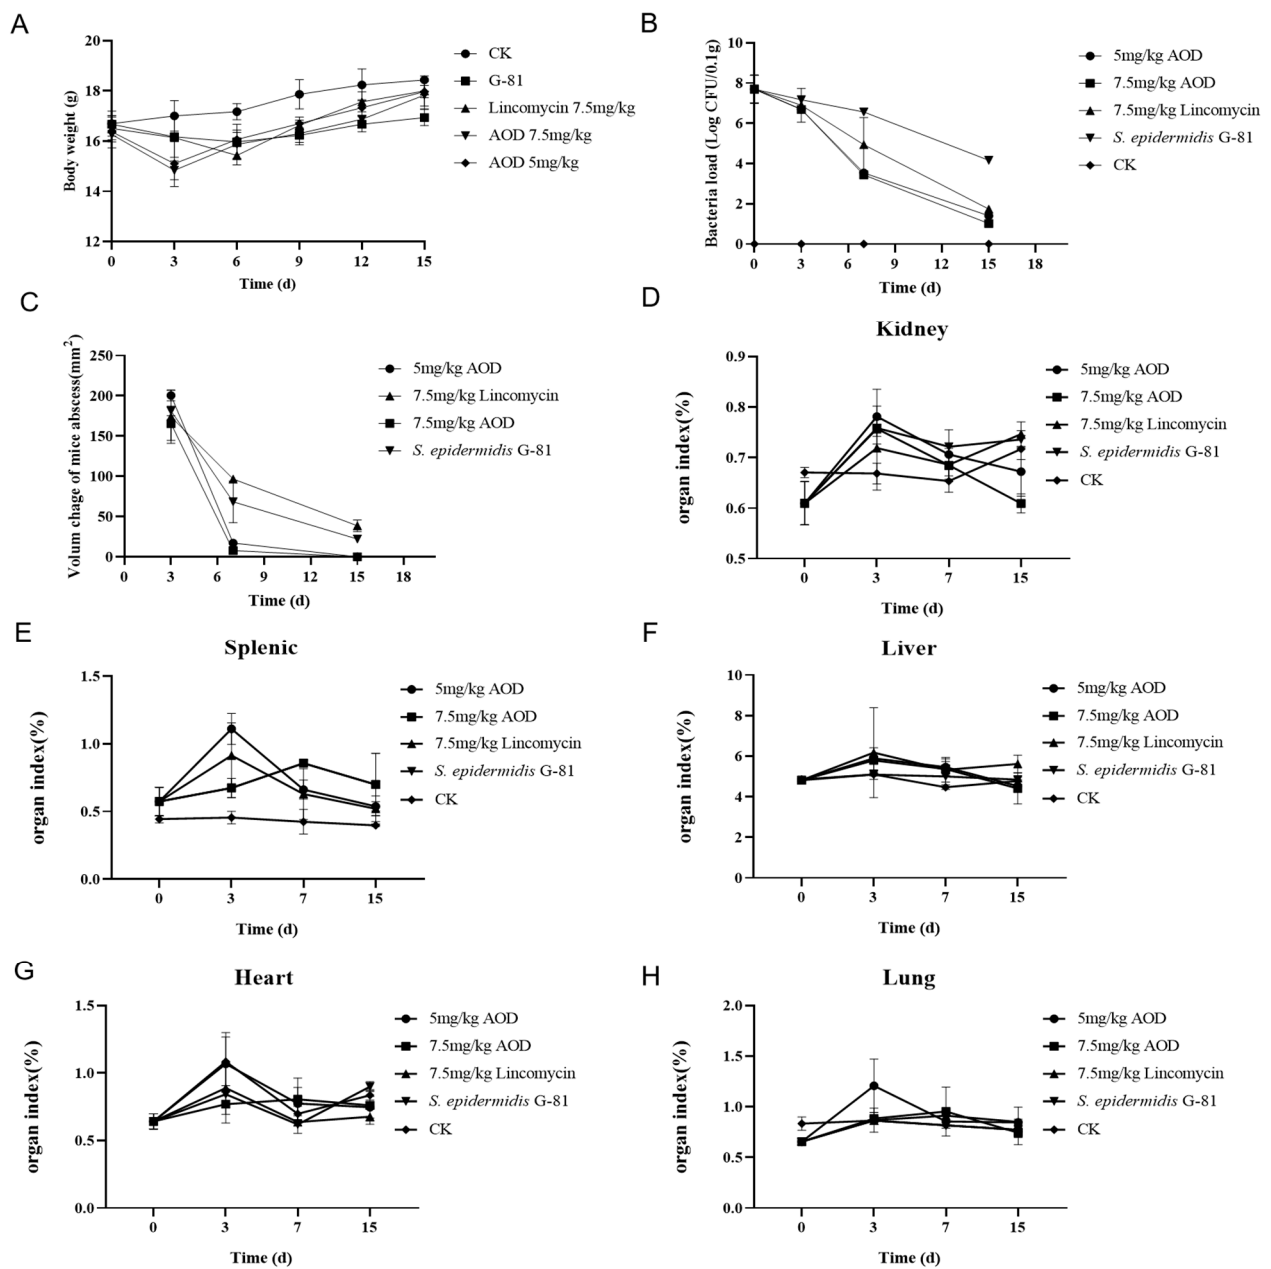 A
Body weight (g)
20
18
16
14
12
0 3 6 9 12 15
Time (d)
CK
G-81
Lincomycin 7.5mg/kg
AOD 7.5mg/kg
AOD 5mg/kg
B
Bacteria load (Log CFU/0.1g)
10
8
6
4
2
0
0 3 6 9 12 15 18
Time (d)
5mg/kg AOD
7.5mg/kg AOD
7.5mg/kg Lincomycin
S. epidermidis G-81
CK
C
Volum chage of mice abscess(mm²)
250
200
150
100
50
0
0 3 6 9 12 15 18
Time (d)
5mg/kg AOD
7.5mg/kg Lincomycin
7.5mg/kg AOD
S. epidermidis G-81
D
Kidney
organ index(%)
0.9
0.8
0.7
0.6
0.5
0 3 7 15
Time (d)
5mg/kg AOD
7.5mg/kg AOD
7.5mg/kg Lincomycin
S. epidermidis G-81
CK
E
Splenic
organ index(%)
1.5
1.0
0.5
0.0
0 3 7 15
Time (d)
5mg/kg AOD
7.5mg/kg AOD
7.5mg/kg Lincomycin
S. epidermidis G-81
CK
F
Liver
organ index(%)
10
8
6
4
2
0
0 3 7 15
Time (d)
5mg/kg AOD
7.5mg/kg AOD
7.5mg/kg Lincomycin
S. epidermidis G-81
CK
G
Heart
organ index(%)
1.5
1.0
0.5
0.0
0 3 7 15
Time (d)
5mg/kg AOD
7.5mg/kg AOD
7.5mg/kg Lincomycin
S. epidermidis G-81
CK
H
Lung
organ index(%)
2.0
1.5
1.0
0.5
0.0
0 3 7 15
Time (d)
5mg/kg AOD
7.5mg/kg AOD
7.5mg/kg Lincomycin
S. epidermidis G-81
CK